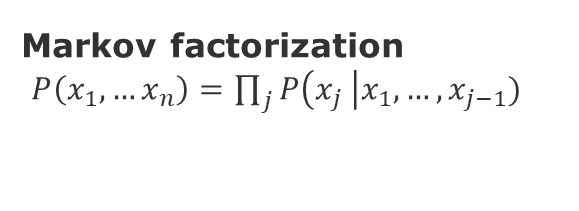 Markov factorization
P(x₁, … xₙ) = ∏ⱼ P(xⱼ |x₁, … , xⱼ₋₁)